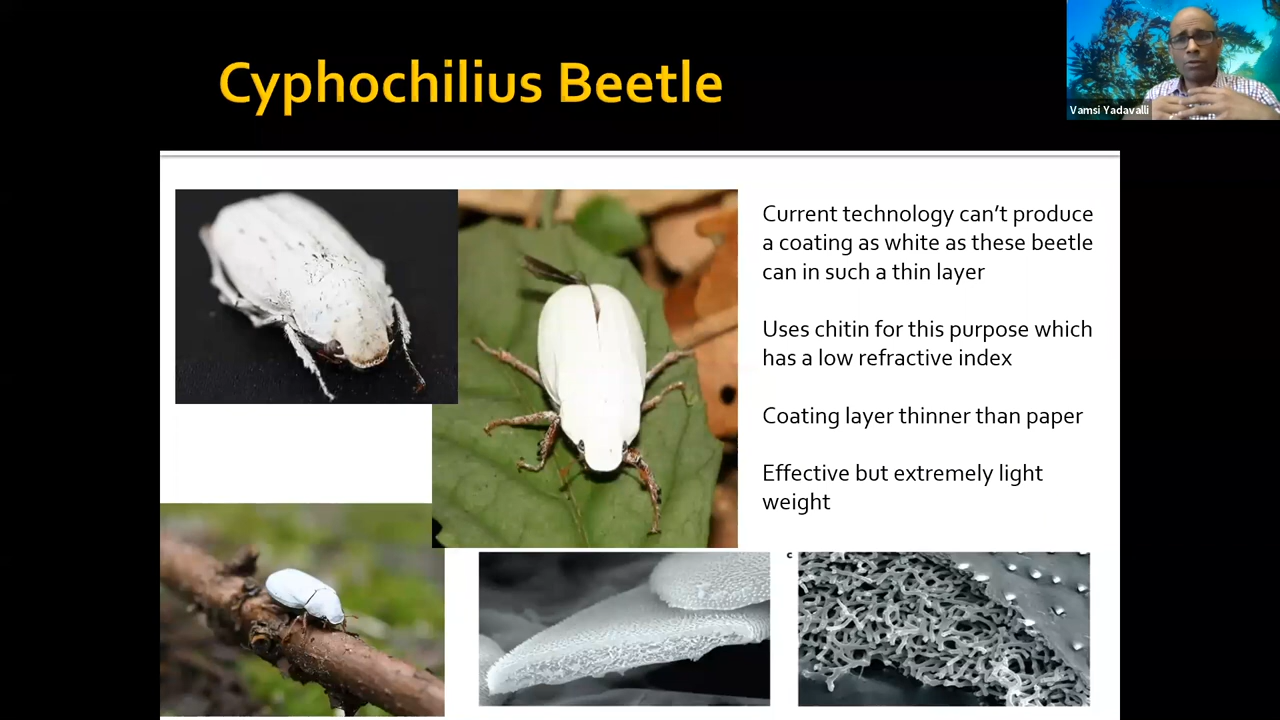 Cyphochilius Beetle
Vamsi Yadavalli
Current technology can’t produce
a coating as white as these beetle
can in such a thin layer
Uses chitin for this purpose which
has a low refractive index
Coating layer thinner than paper
Effective but extremely light
weight
c